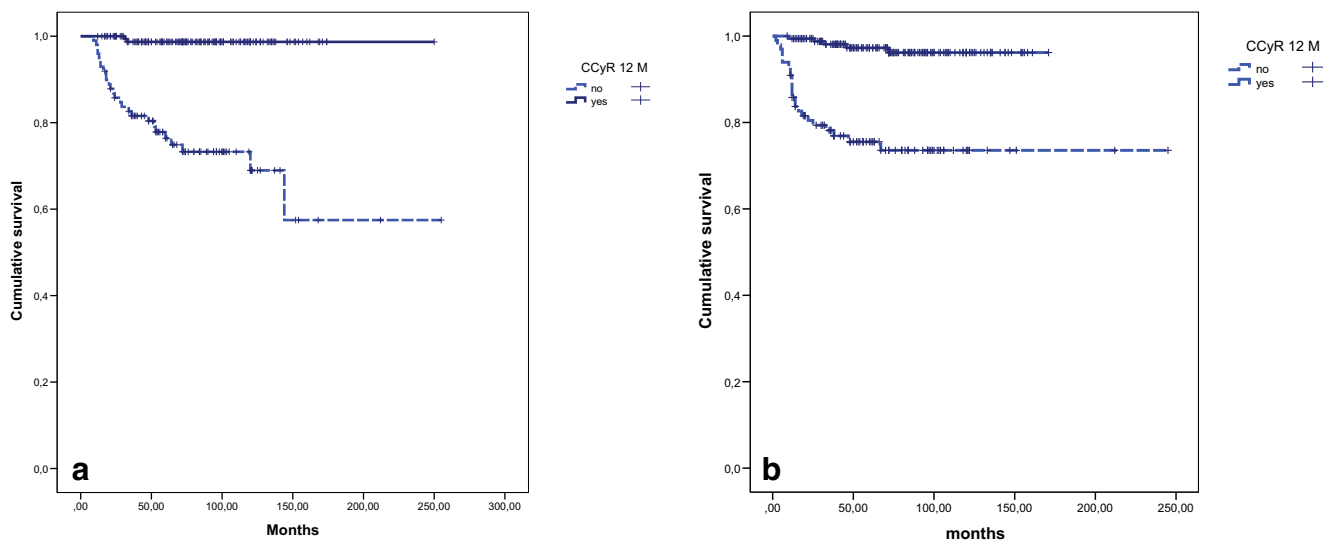 1,0
0,8
0,6
0,4
0,2
0,0
Cumulative survival
,00 50,00 100,00 150,00 200,00 250,00 300,00
Months
a
CCyR 12 M
no
yes
1,0
0,8
0,6
0,4
0,2
0,0
Cumulative survival
,00 50,00 100,00 150,00 200,00 250,00
months
b
CCyR 12 M
no
yes